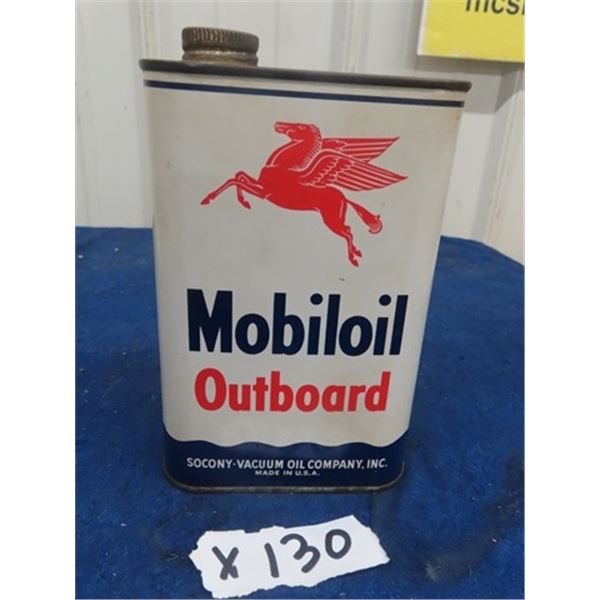 Mobiloil
Outboard
SOCONY-VACUUM OIL COMPANY, INC.
MADE IN U.S.A.
X 130